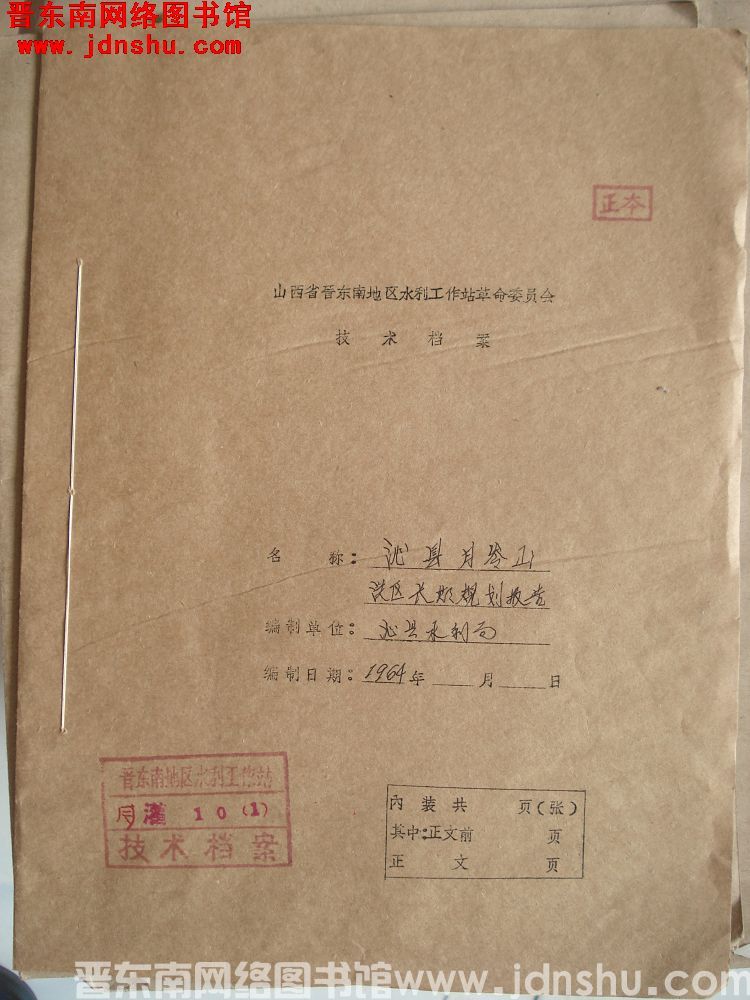 晋东南网络图书馆
www.jdnshu.com
正本
山西省晋东南地区水利工作站革命委员会
技术档案
名称：沁县月岭山
灌区长期规划报告
编制单位：沁县水利局
编制日期：1964年 月 日
晋东南地区水利工作站
灌 10 (1)
技术档案
内装共 页(张)
其中:正文前 页
正文 页
晋东南网络图书馆www.jdnshu.com